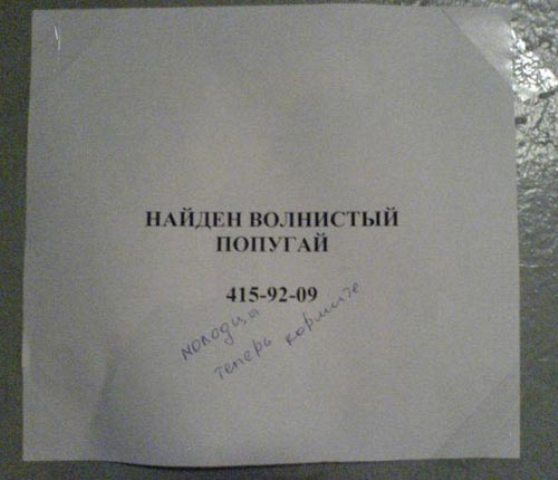 НАЙДЕН ВОЛНИСТЫЙ
ПОПУГАЙ
415-92-09
молодцы
теперь кормите